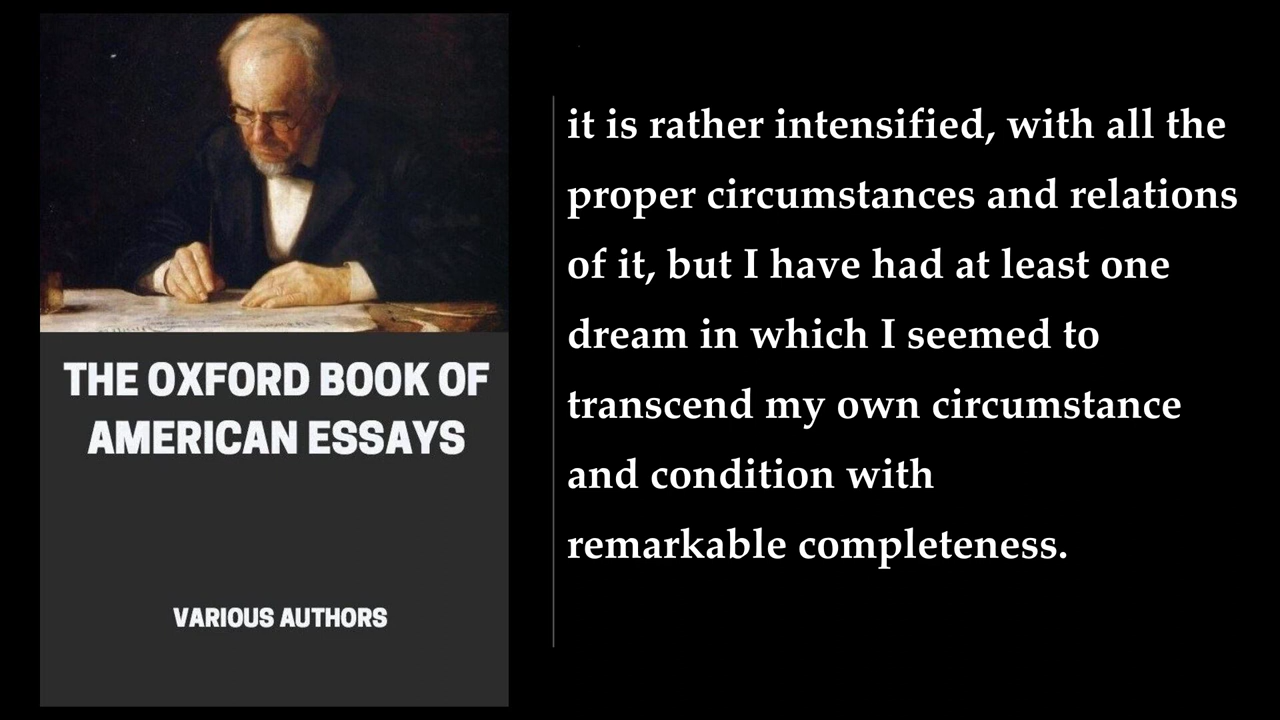 THE OXFORD BOOK OF
AMERICAN ESSAYS
VARIOUS AUTHORS
it is rather intensified, with all the
proper circumstances and relations
of it, but I have had at least one
dream in which I seemed to
transcend my own circumstance
and condition with
remarkable completeness.